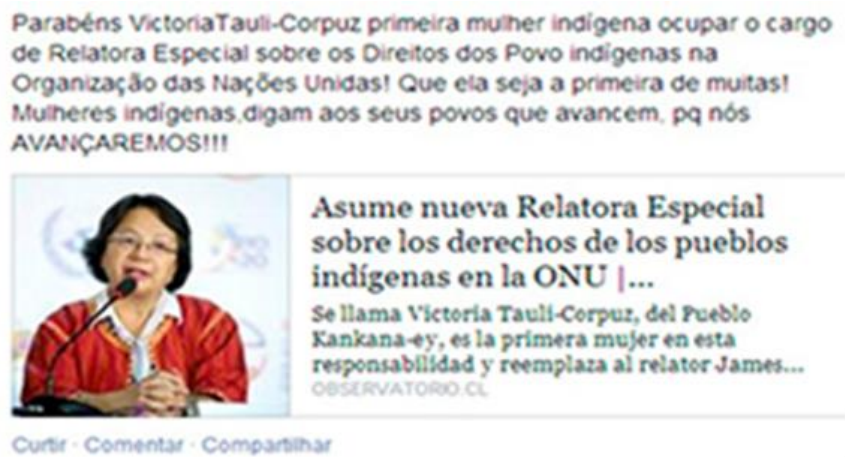 Parabéns VictoriaTauli-Corpuz primeira mulher indígena ocupar o cargo
de Relatora Especial sobre os Direitos dos Povo indígenas na
Organização das Nações Unidas! Que ela seja a primeira de muitas!
Mulheres indígenas,digam aos seus povos que avancem, pq nós
AVANÇAREMOS!!!
Asume nueva Relatora Especial
sobre los derechos de los pueblos
indígenas en la ONU |...
Se llama Victoria Tauli-Corpuz, del Pueblo
Kankana-ey, es la primera mujer en esta
responsabilidad y reemplaza al relator James...
OBSERVATORIO.CL
Curtir · Comentar · Compartilhar